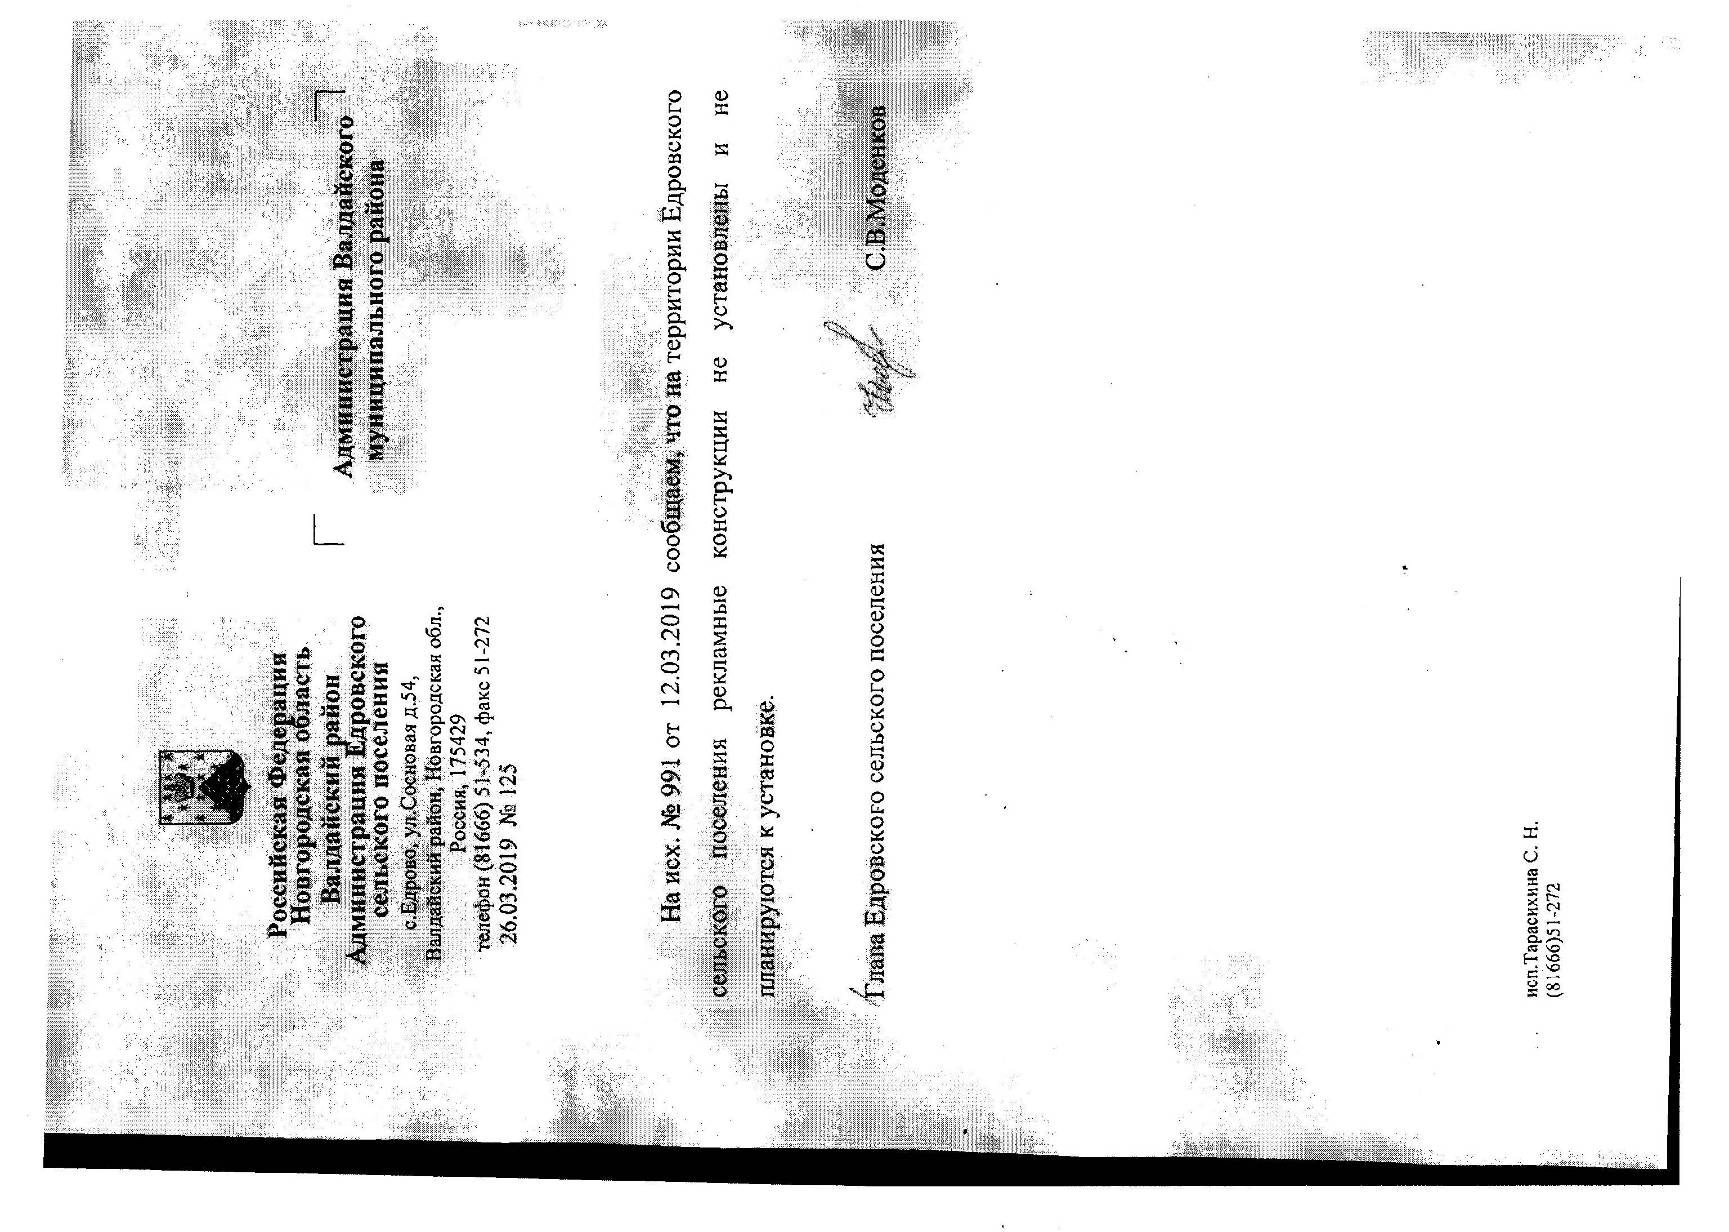 Российская Федерация
Новгородская область
Валдайский район
Администрация Едровского
сельского поселения
с.Едрово, ул.Сосновая д.54,
Валдайский район, Новгородская обл.,
Россия, 175429
телефон (81666) 51-534, факс 51-272
26.03.2019 № 125
Администрация Валдайского
муниципального района
На исх. № 991 от 12.03.2019 сообщаем, что на территории Едровского
сельского поселения рекламные конструкции не установлены и не
планируются к установке.
Глава Едровского сельского поселения С.В.Моденков
исп.Тарасихина С. Н.
(81666)51-272